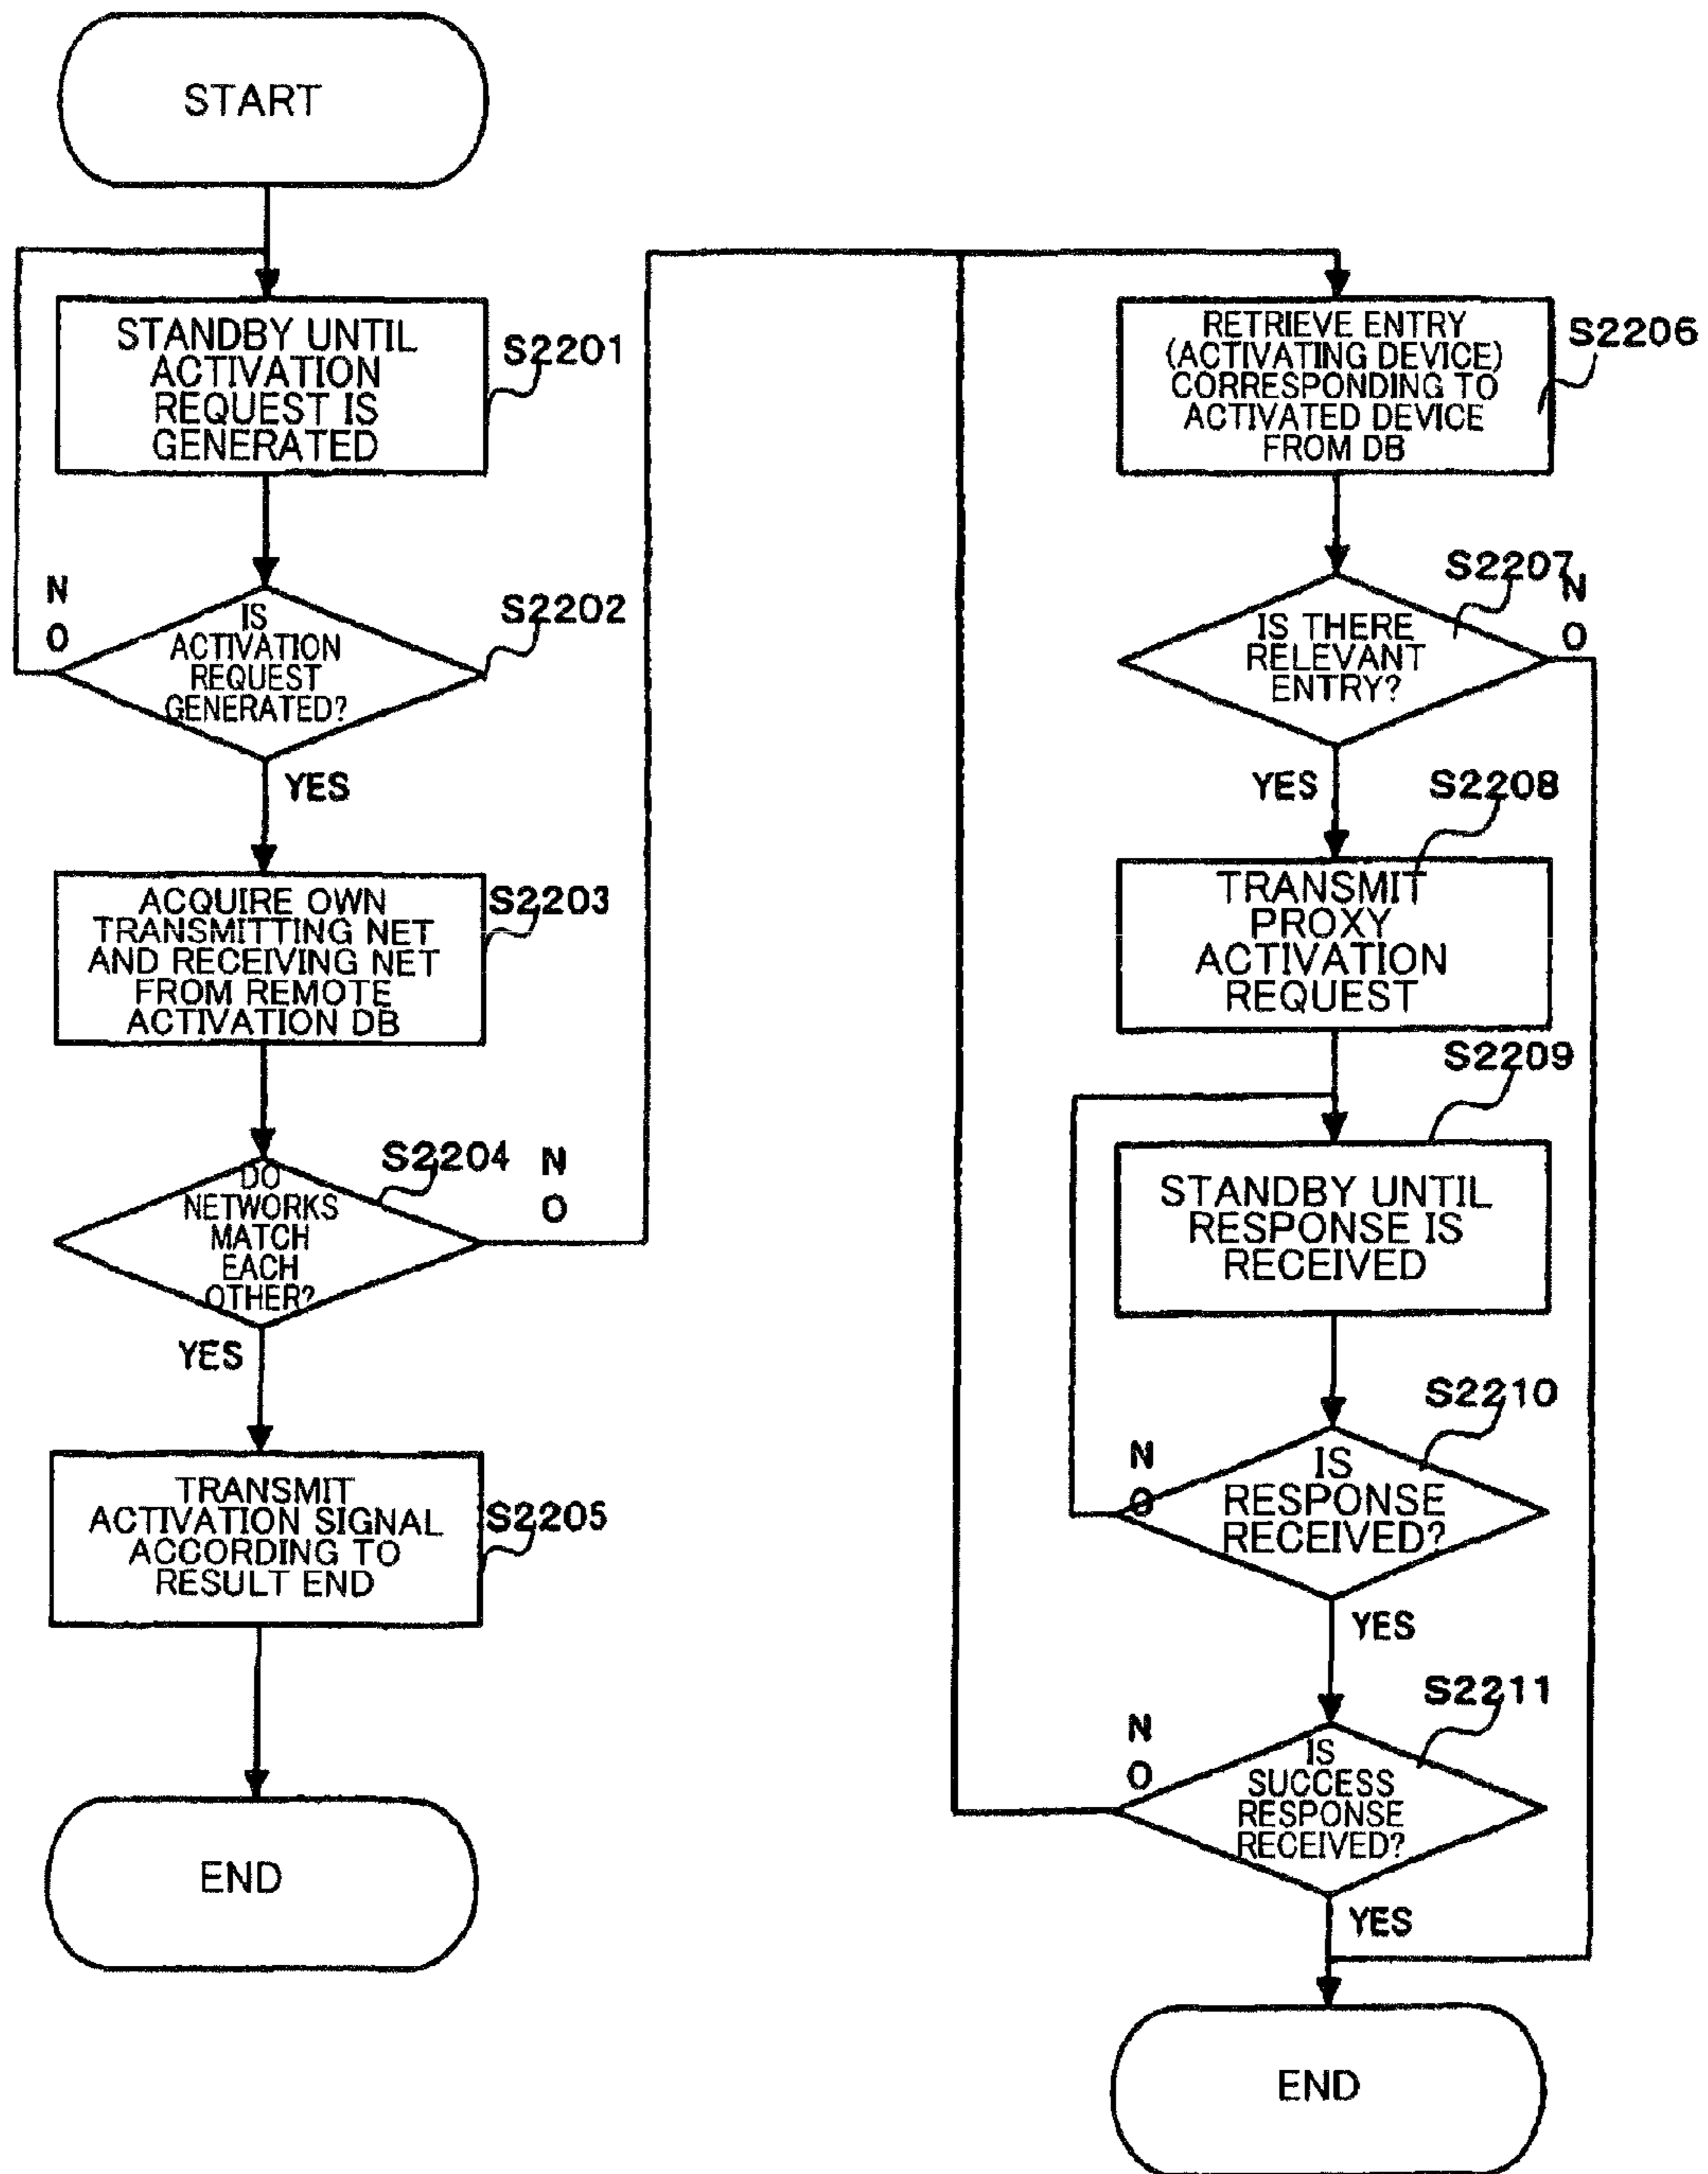 START
STANDBY UNTIL
ACTIVATION
REQUEST IS
GENERATED
S2201
IS
ACTIVATION
REQUEST
GENERATED?
S2202
N
O
YES
ACQUIRE OWN
TRANSMITTING NET
AND RECEIVING NET
FROM REMOTE
ACTIVATION DB
S2203
DO
NETWORKS
MATCH
EACH
OTHER?
S2204
N
O
YES
TRANSMIT
ACTIVATION SIGNAL
ACCORDING TO
RESULT END
S2205
END
RETRIEVE ENTRY
(ACTIVATING DEVICE)
CORRESPONDING TO
ACTIVATED DEVICE
FROM DB
S2206
IS THERE
RELEVANT
ENTRY?
S2207
N
O
YES
TRANSMIT
PROXY
ACTIVATION
REQUEST
S2208
STANDBY UNTIL
RESPONSE IS
RECEIVED
S2209
IS
RESPONSE
RECEIVED?
S2210
N
O
YES
IS
SUCCESS
RESPONSE
RECEIVED?
S2211
N
O
YES
END